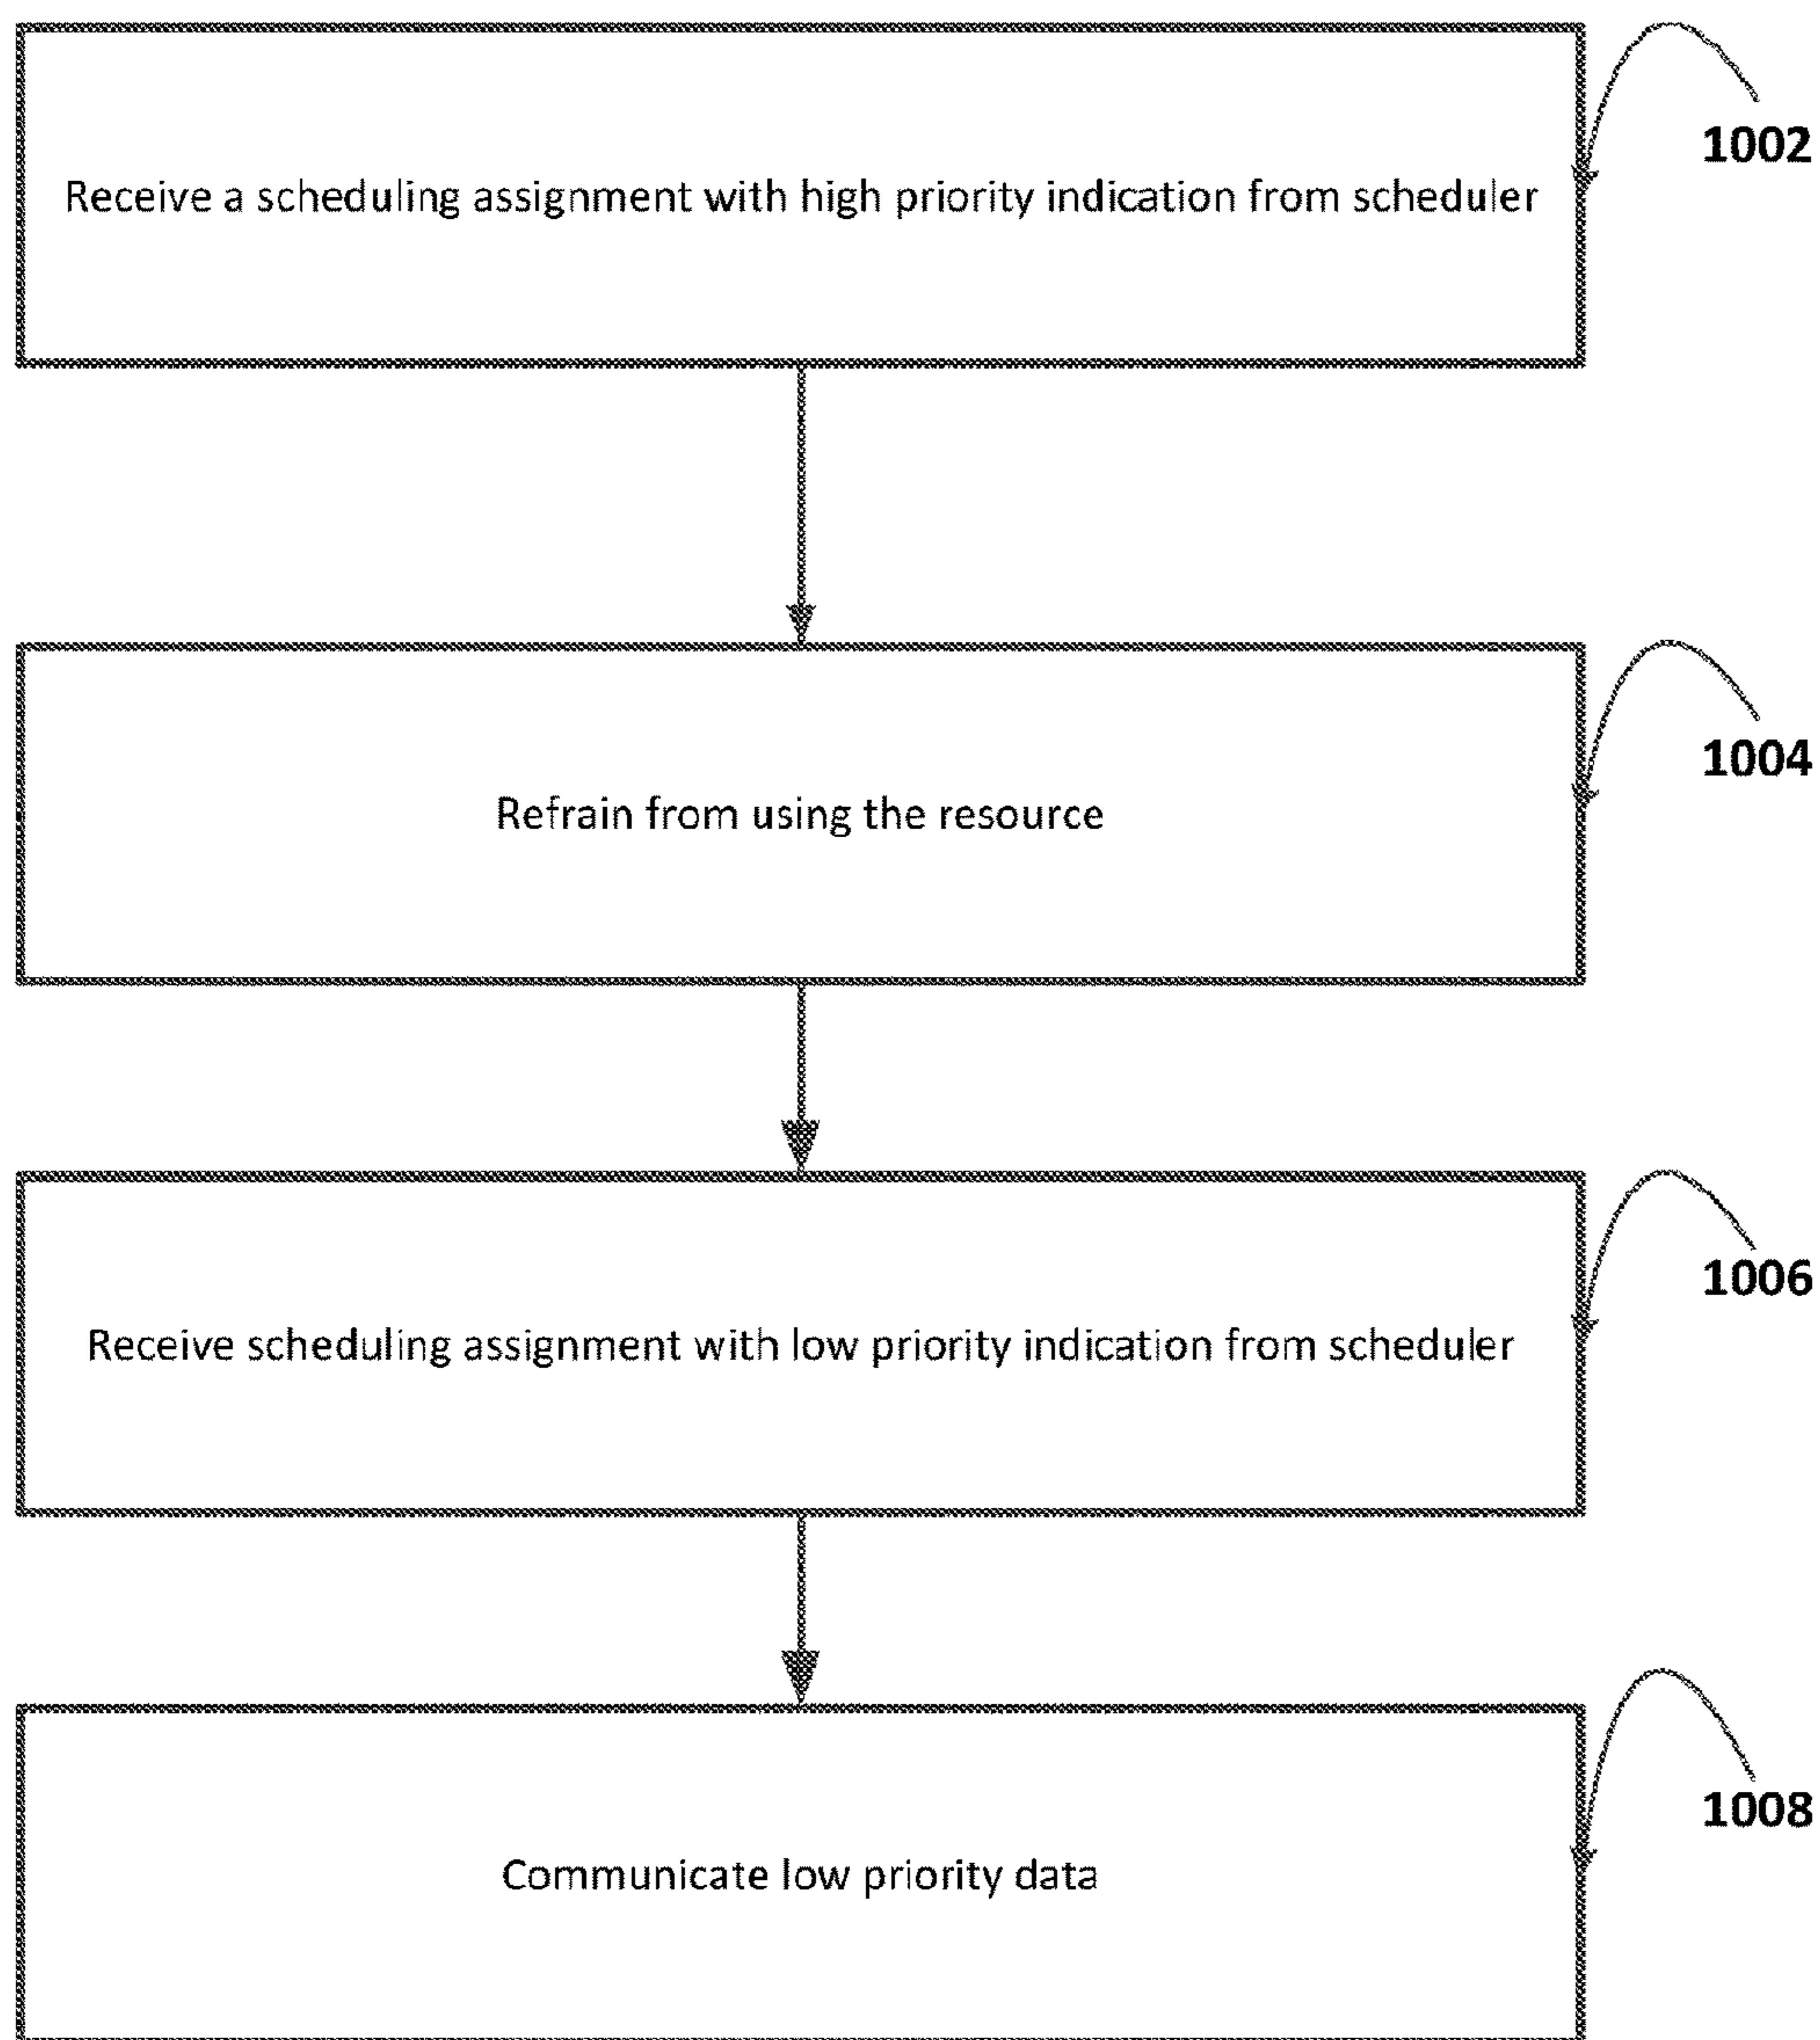 1002
Receive a scheduling assignment with high priority indication from scheduler
1004
Refrain from using the resource
1006
Receive scheduling assignment with low priority indication from scheduler
1008
Communicate low priority data